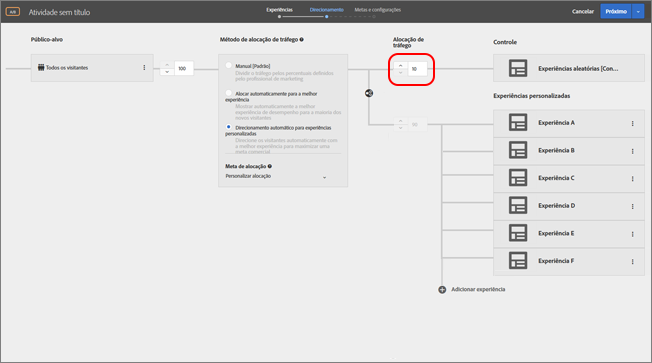 A/B
Atividade sem título
Experiências
Direcionamento
Metas e configurações
Cancelar
Próximo
Público-alvo
Todos os visitantes
100
Método de alocação de tráfego
Manual [Padrão]
Dividir o tráfego pelos percentuais definidos
pelo profissional de marketing
Alocar automaticamente para a melhor
experiência
Mostrar automaticamente a melhor
experiência de desempenho para a maioria dos
novos visitantes
Direcionamento automático para experiências
personalizadas
Direcione os visitantes automaticamente com
a melhor experiência para maximizar uma
meta comercial
Meta de alocação
Personalizar alocação
Alocação de
tráfego
10
90
Controle
Experiências aleatórias [Con...
Experiências personalizadas
Experiência A
Experiência B
Experiência C
Experiência D
Experiência E
Experiência F
Adicionar experiência